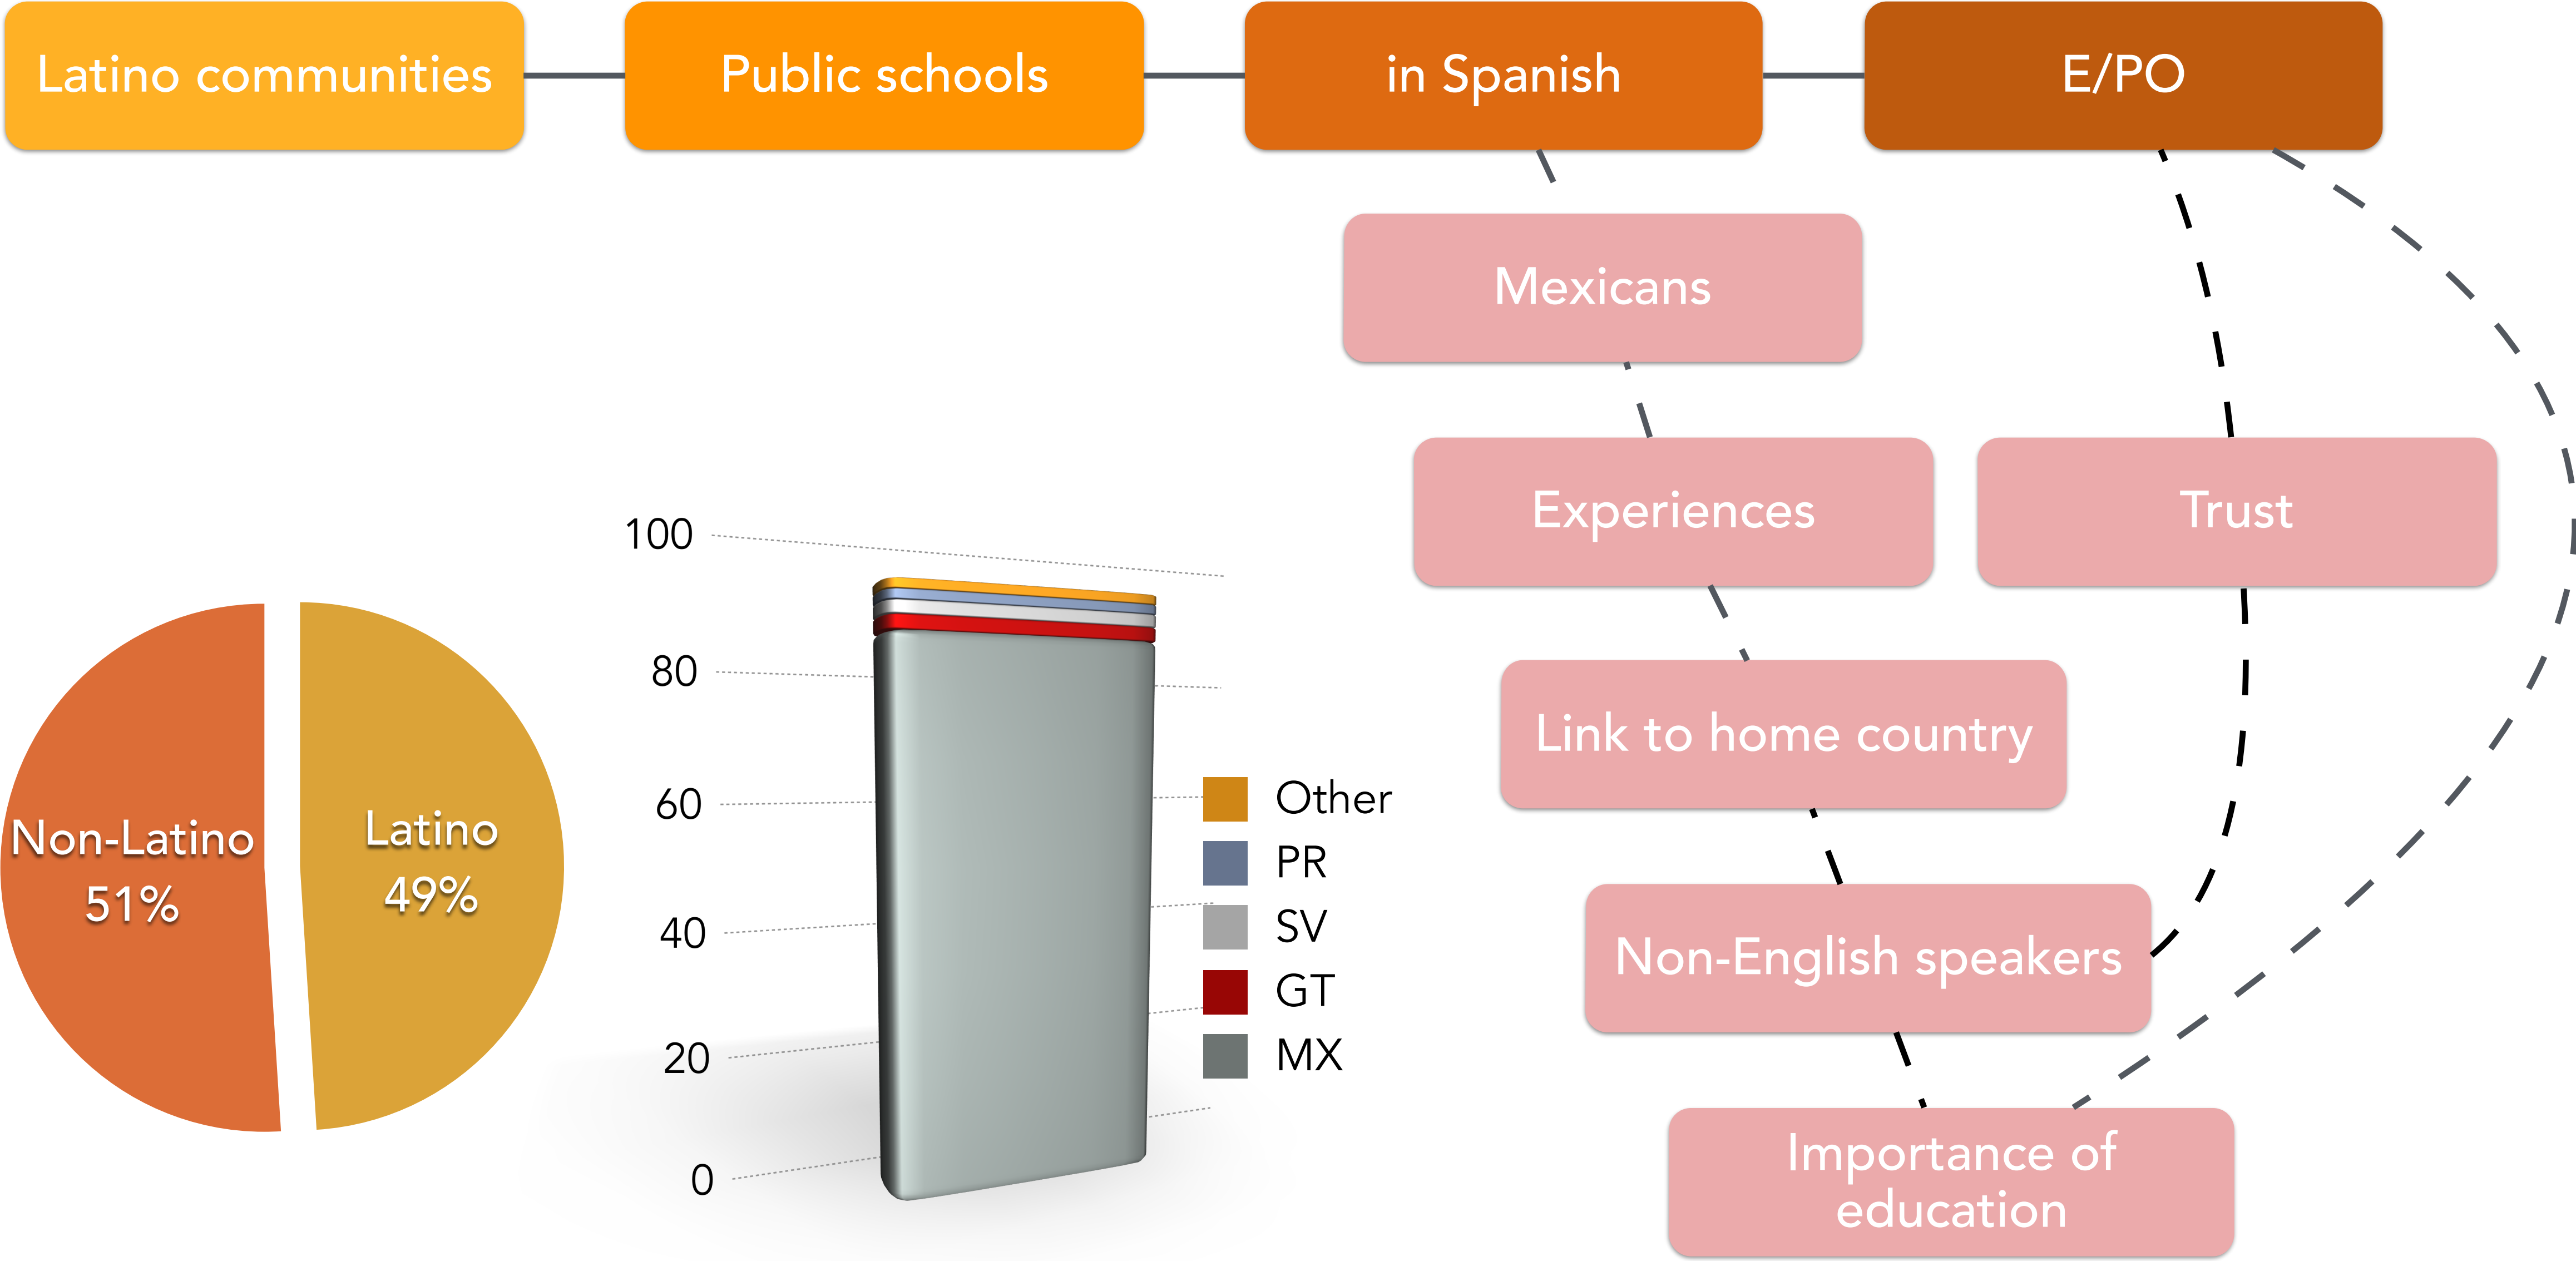 Latino communities
Public schools
in Spanish
E/PO
Mexicans
Experiences
Trust
Link to home country
Non-English speakers
Importance of
education
Non-Latino
51%
Latino
49%
100
80
60
40
20
0
Other
PR
SV
GT
MX